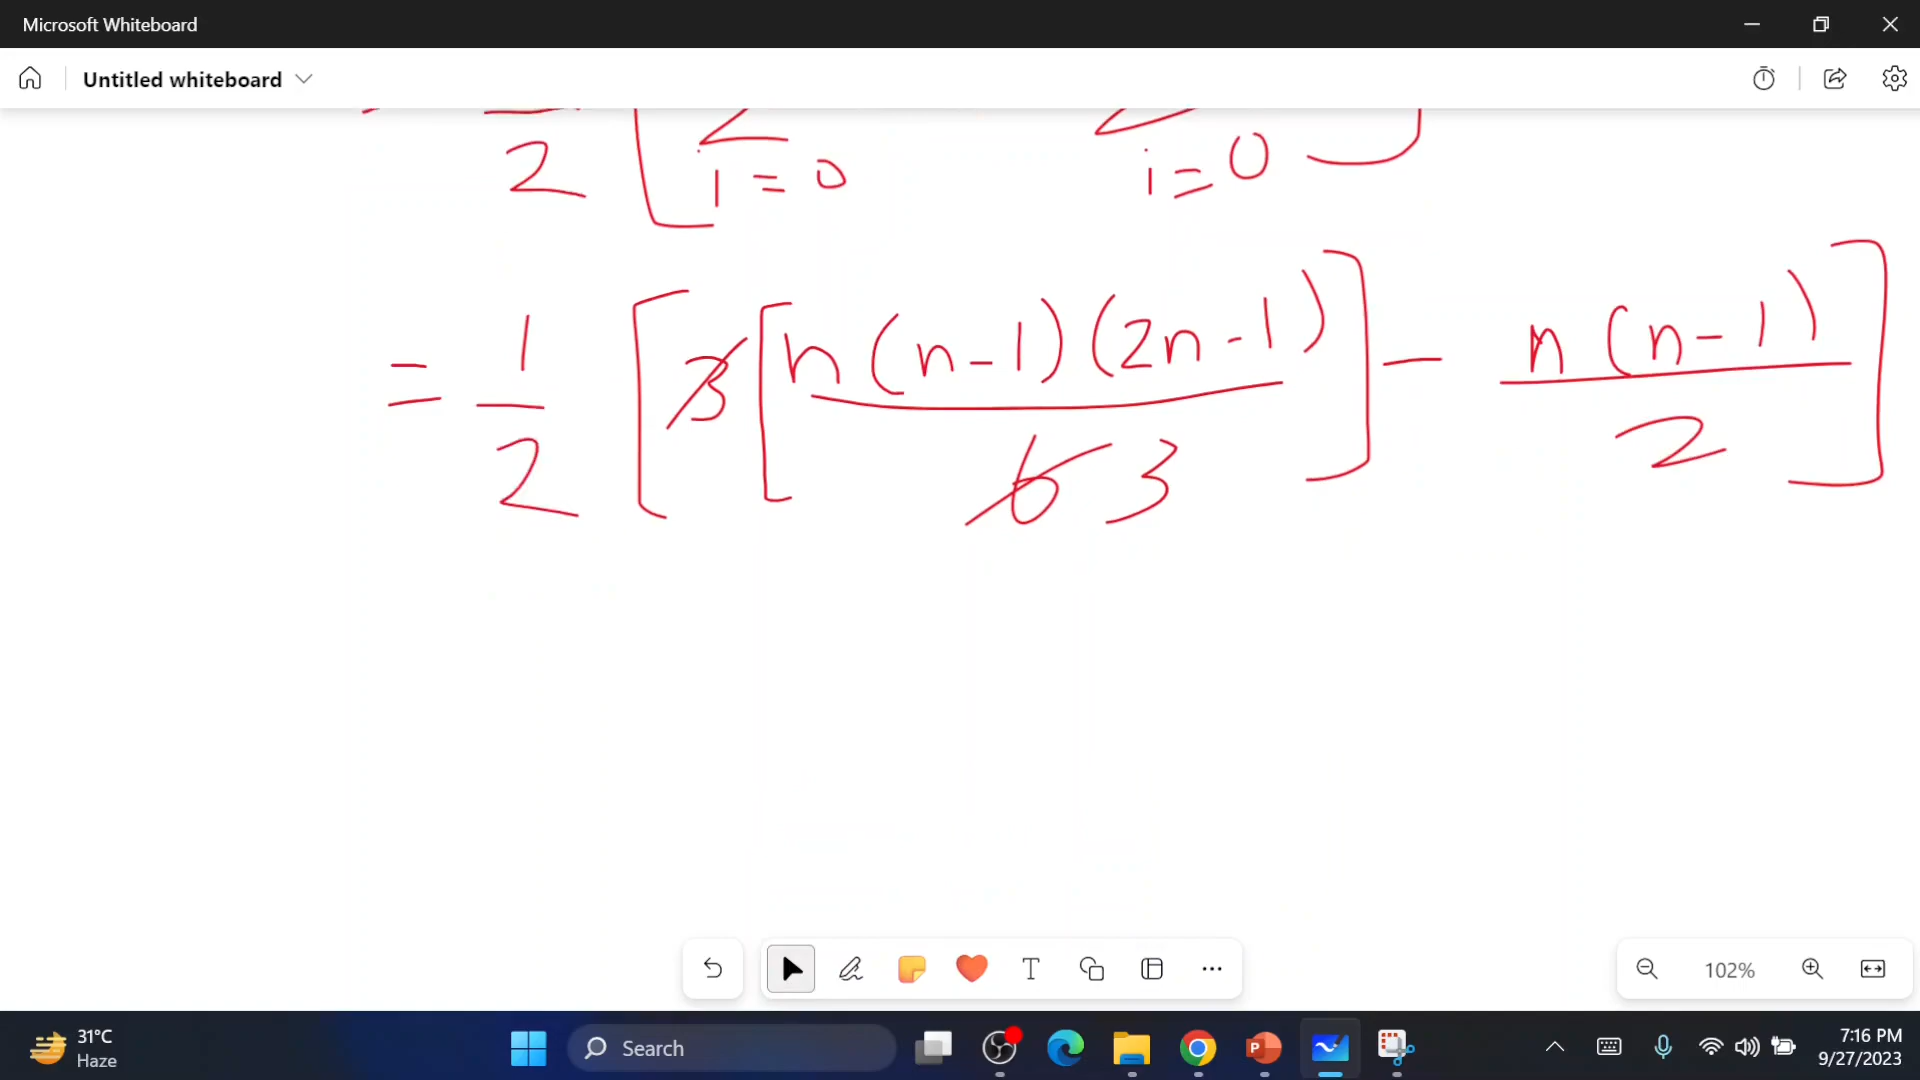 Microsoft Whiteboard
Untitled whiteboard
2
i = 0
i = 0
= 1/2 [ 3 [ n(n-1)(2n-1) / 6 3 ] - n(n-1) / 2 ]
102%
31°C
Haze
Search
7:16 PM
9/27/2023